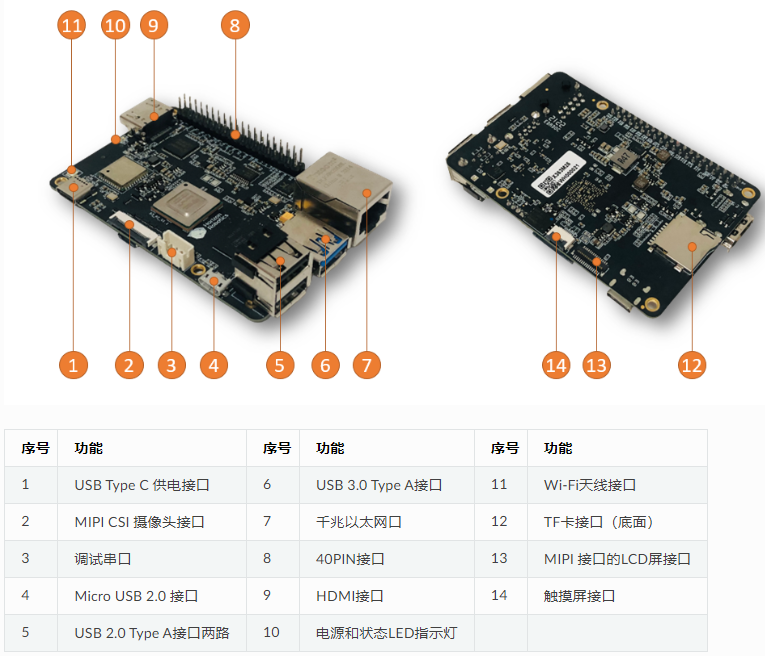 11 10 9 8
1 2 3 4 5 6 7 14 13 12
序号 功能 序号 功能 序号 功能
1 USB Type C 供电接口 6 USB 3.0 Type A接口 11 Wi-Fi天线接口
2 MIPI CSI 摄像头接口 7 千兆以太网口 12 TF卡接口（底面）
3 调试串口 8 40PIN接口 13 MIPI 接口的LCD屏接口
4 Micro USB 2.0 接口 9 HDMI接口 14 触摸屏接口
5 USB 2.0 Type A接口两路 10 电源和状态LED指示灯